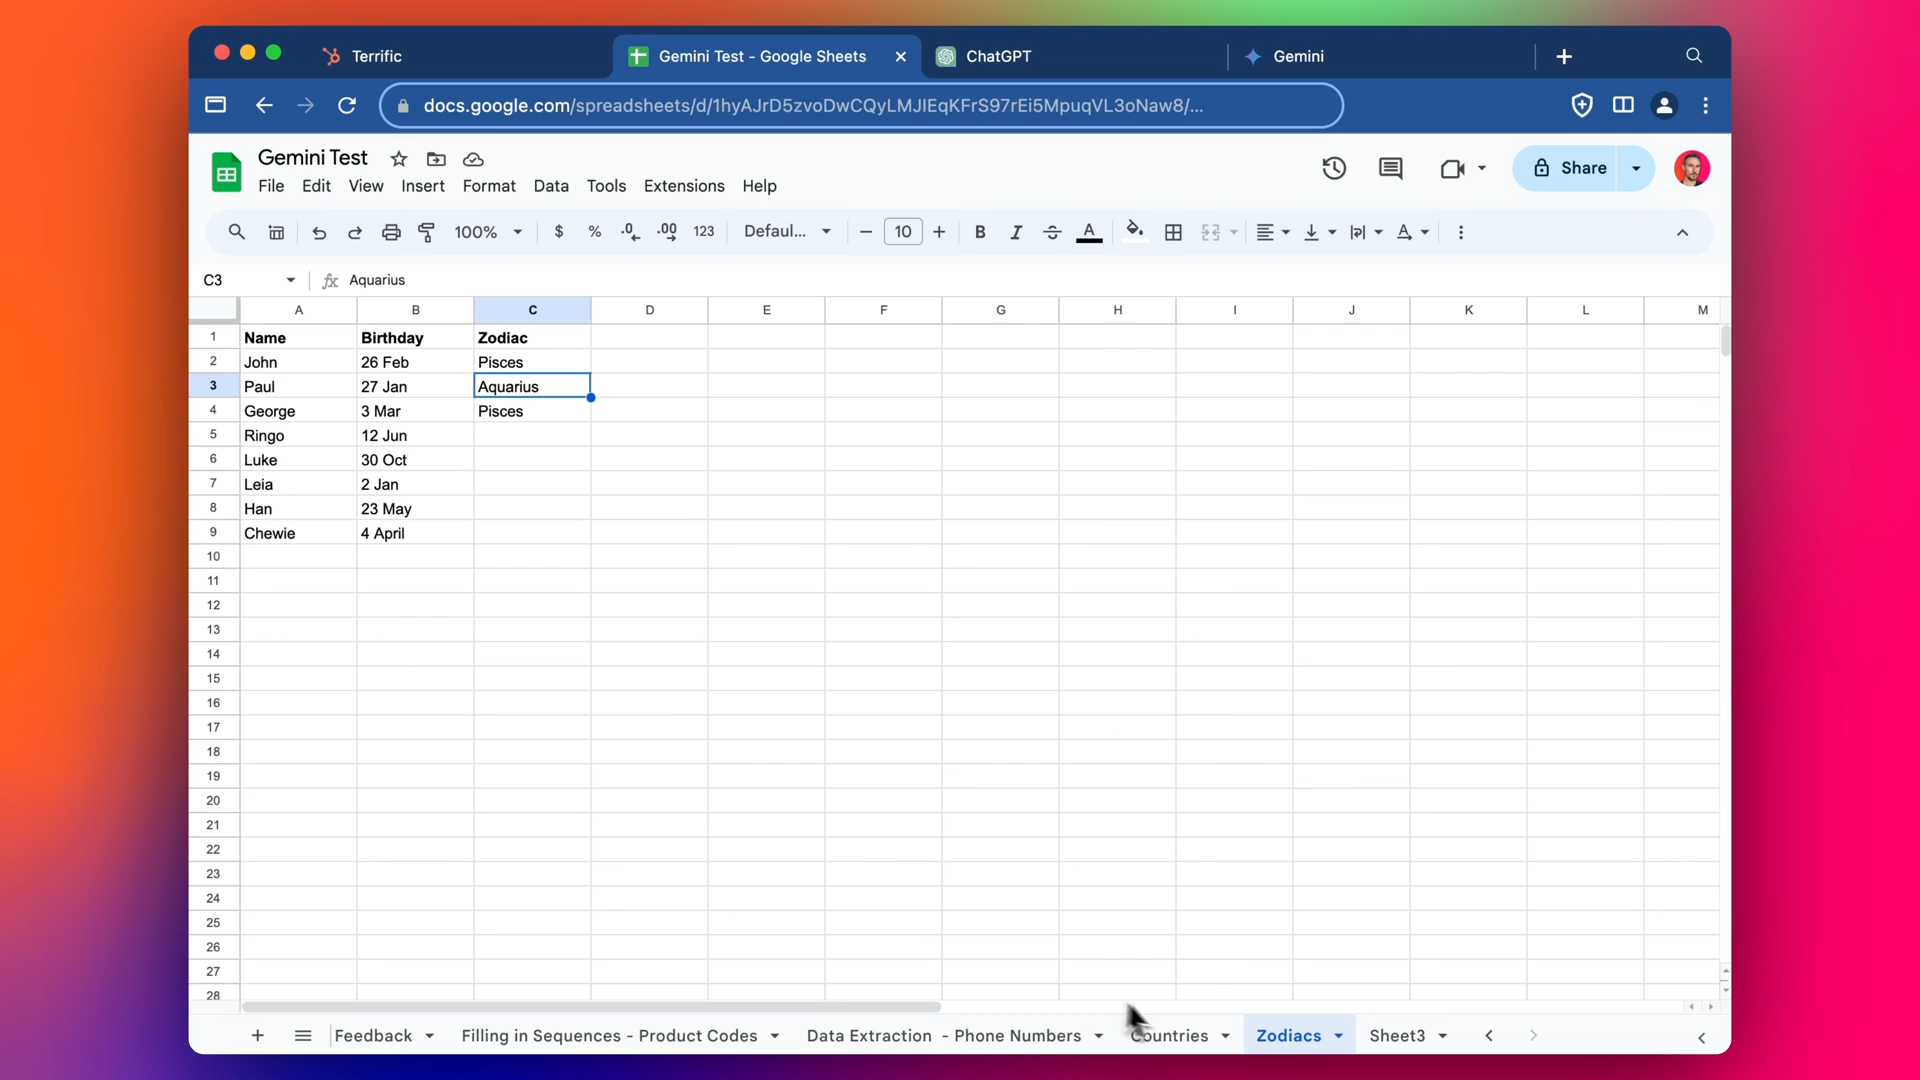 Terrific
Gemini Test - Google Sheets
ChatGPT
Gemini
docs.google.com/spreadsheets/d/1hyAJrD5zvoDwCQyLMJIEqKFrS97rEi5MpuqVL3oNaw8/...
Gemini Test
Share
File Edit View Insert Format Data Tools Extensions Help
100% $ % .0 .00 123 Defaul... 10 B I S A A
C3 fx Aquarius
A B C D E F G H I J K L M
1 Name Birthday Zodiac
2 John 26 Feb Pisces
3 Paul 27 Jan Aquarius
4 George 3 Mar Pisces
5 Ringo 12 Jun
6 Luke 30 Oct
7 Leia 2 Jan
8 Han 23 May
9 Chewie 4 April
10
11
12
13
14
15
16
17
18
19
20
21
22
23
24
25
26
27
28
Feedback Filling in Sequences - Product Codes Data Extraction - Phone Numbers Countries Zodiacs Sheet3